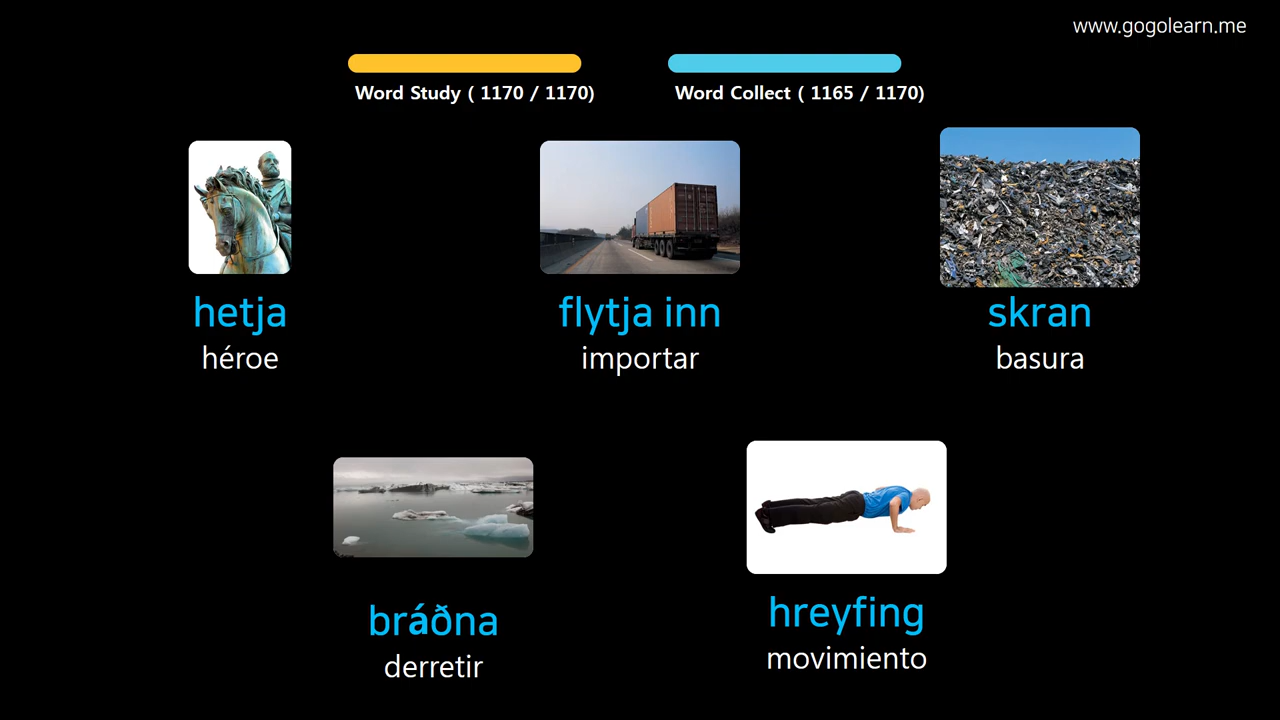 www.gogolearn.me
Word Study ( 1170 / 1170)
Word Collect ( 1165 / 1170)
hetja
héroe
flytja inn
importar
skran
basura
bráðna
derretir
hreyfing
movimiento